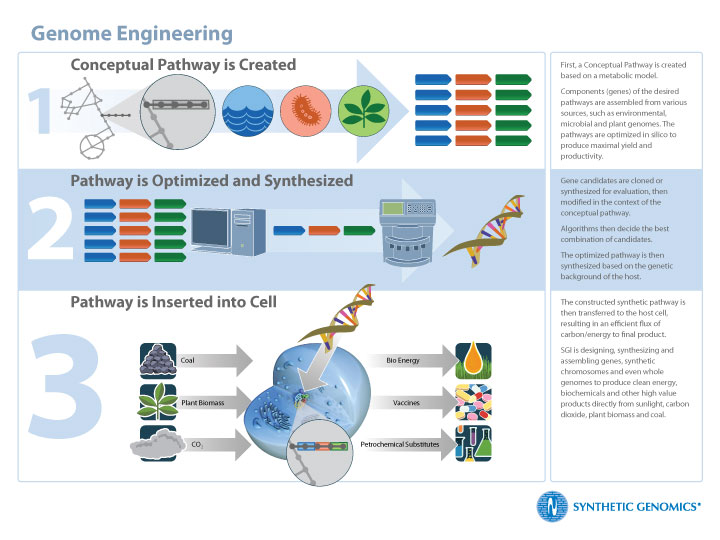 Genome Engineering
1
Conceptual Pathway is Created
First, a Conceptual Pathway is created
based on a metabolic model.
Components (genes) of the desired
pathways are assembled from various
sources, such as environmental,
microbial and plant genomes. The
pathways are optimized in silico to
produce maximal yield and
productivity.
2
Pathway is Optimized and Synthesized
Gene candidates are cloned or
synthesized for evaluation, then
modified in the context of the
conceptual pathway.
Algorithms then decide the best
combination of candidates.
The optimized pathway is then
synthesized based on the genetic
background of the host.
3
Pathway is Inserted into Cell
Coal
Plant Biomass
CO₂
Bio Energy
Vaccines
Petrochemical Substitutes
The constructed synthetic pathway is
then transferred to the host cell,
resulting in an efficient flux of
carbon/energy to final product.
SGI is designing, synthesizing and
assembling genes, synthetic
chromosomes and even whole
genomes to produce clean energy,
biochemicals and other high value
products directly from sunlight, carbon
dioxide, plant biomass and coal.
SYNTHETIC GENOMICS®